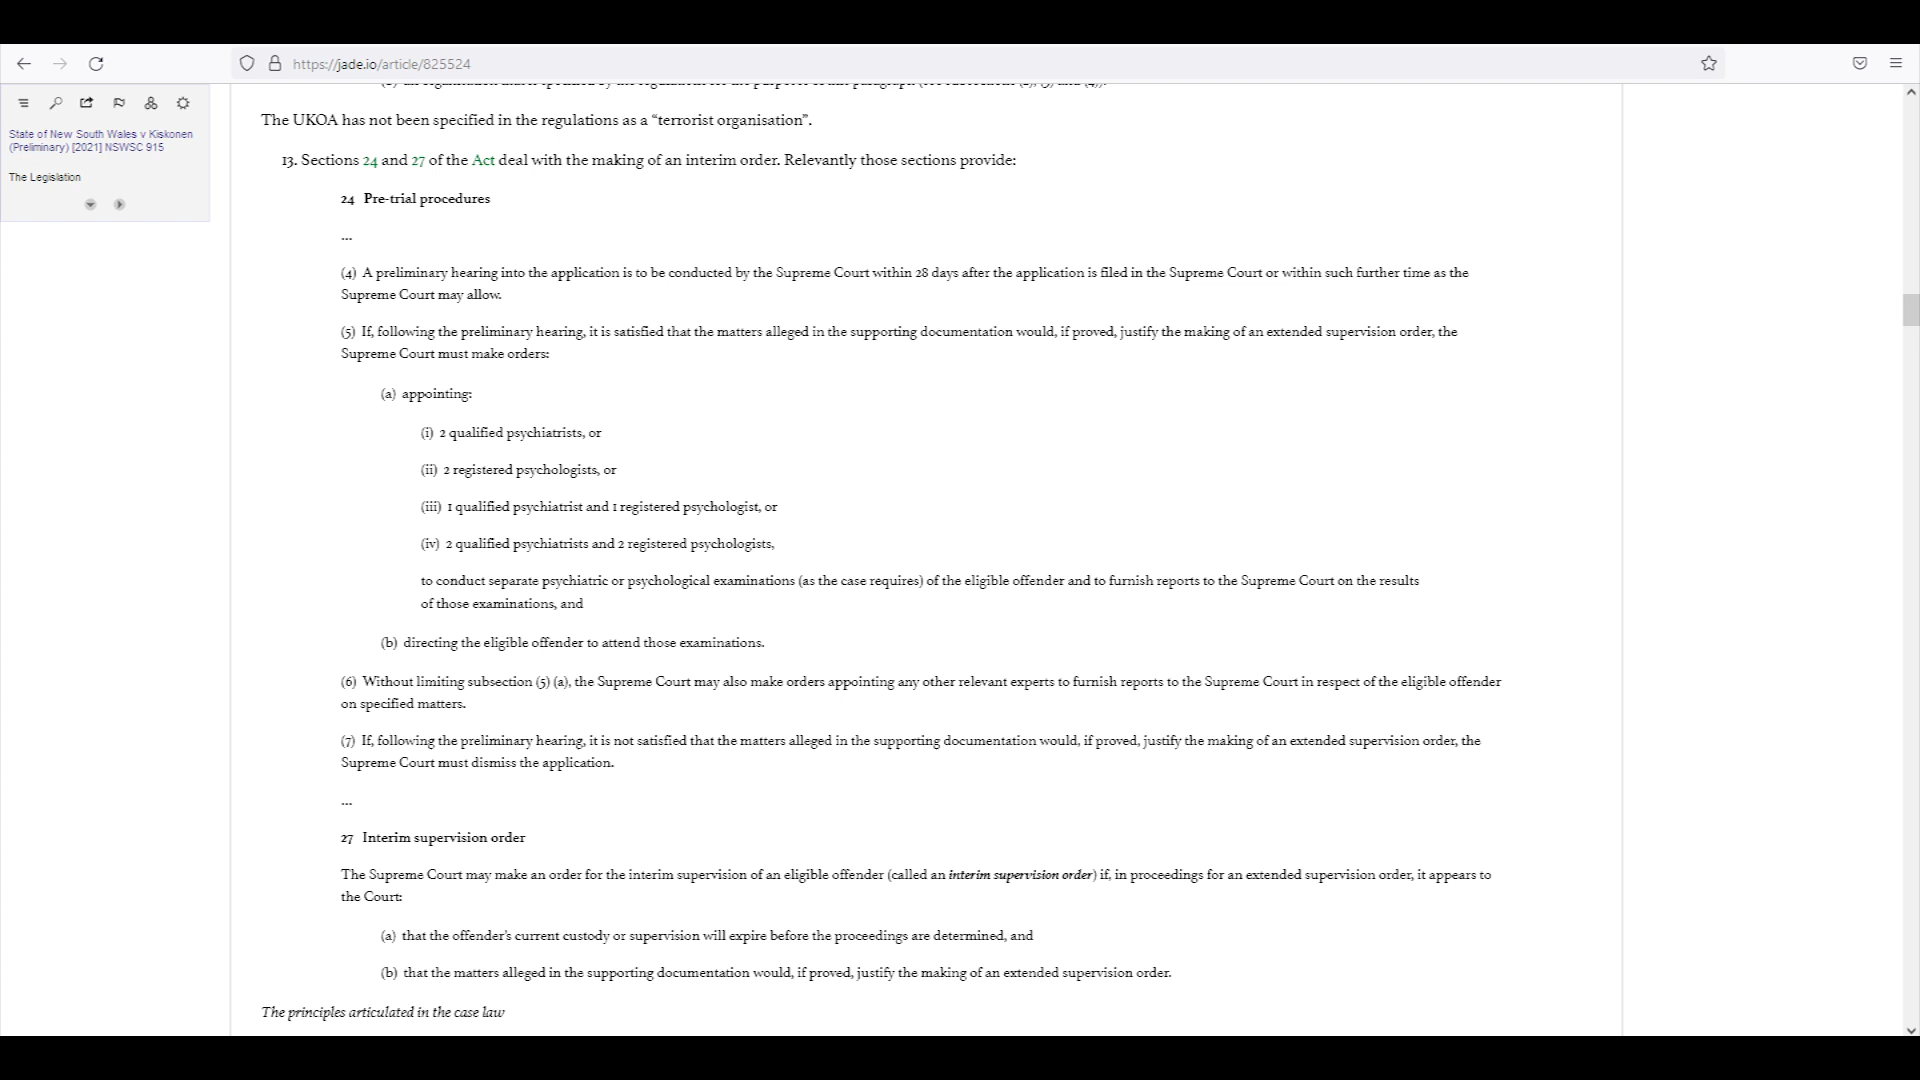 https://jade.io/article/825524
State of New South Wales v Kiskonen
(Preliminary) [2021] NSWSC 915
The Legislation
The UKOA has not been specified in the regulations as a “terrorist organisation”.
13. Sections 24 and 27 of the Act deal with the making of an interim order. Relevantly those sections provide:
24 Pre-trial procedures
...
(4) A preliminary hearing into the application is to be conducted by the Supreme Court within 28 days after the application is filed in the Supreme Court or within such further time as the
Supreme Court may allow.
(5) If, following the preliminary hearing, it is satisfied that the matters alleged in the supporting documentation would, if proved, justify the making of an extended supervision order, the
Supreme Court must make orders:
(a) appointing:
(i) 2 qualified psychiatrists, or
(ii) 2 registered psychologists, or
(iii) 1 qualified psychiatrist and 1 registered psychologist, or
(iv) 2 qualified psychiatrists and 2 registered psychologists,
to conduct separate psychiatric or psychological examinations (as the case requires) of the eligible offender and to furnish reports to the Supreme Court on the results
of those examinations, and
(b) directing the eligible offender to attend those examinations.
(6) Without limiting subsection (5) (a), the Supreme Court may also make orders appointing any other relevant experts to furnish reports to the Supreme Court in respect of the eligible offender
on specified matters.
(7) If, following the preliminary hearing, it is not satisfied that the matters alleged in the supporting documentation would, if proved, justify the making of an extended supervision order, the
Supreme Court must dismiss the application.
...
27 Interim supervision order
The Supreme Court may make an order for the interim supervision of an eligible offender (called an interim supervision order) if, in proceedings for an extended supervision order, it appears to
the Court:
(a) that the offender's current custody or supervision will expire before the proceedings are determined, and
(b) that the matters alleged in the supporting documentation would, if proved, justify the making of an extended supervision order.
The principles articulated in the case law